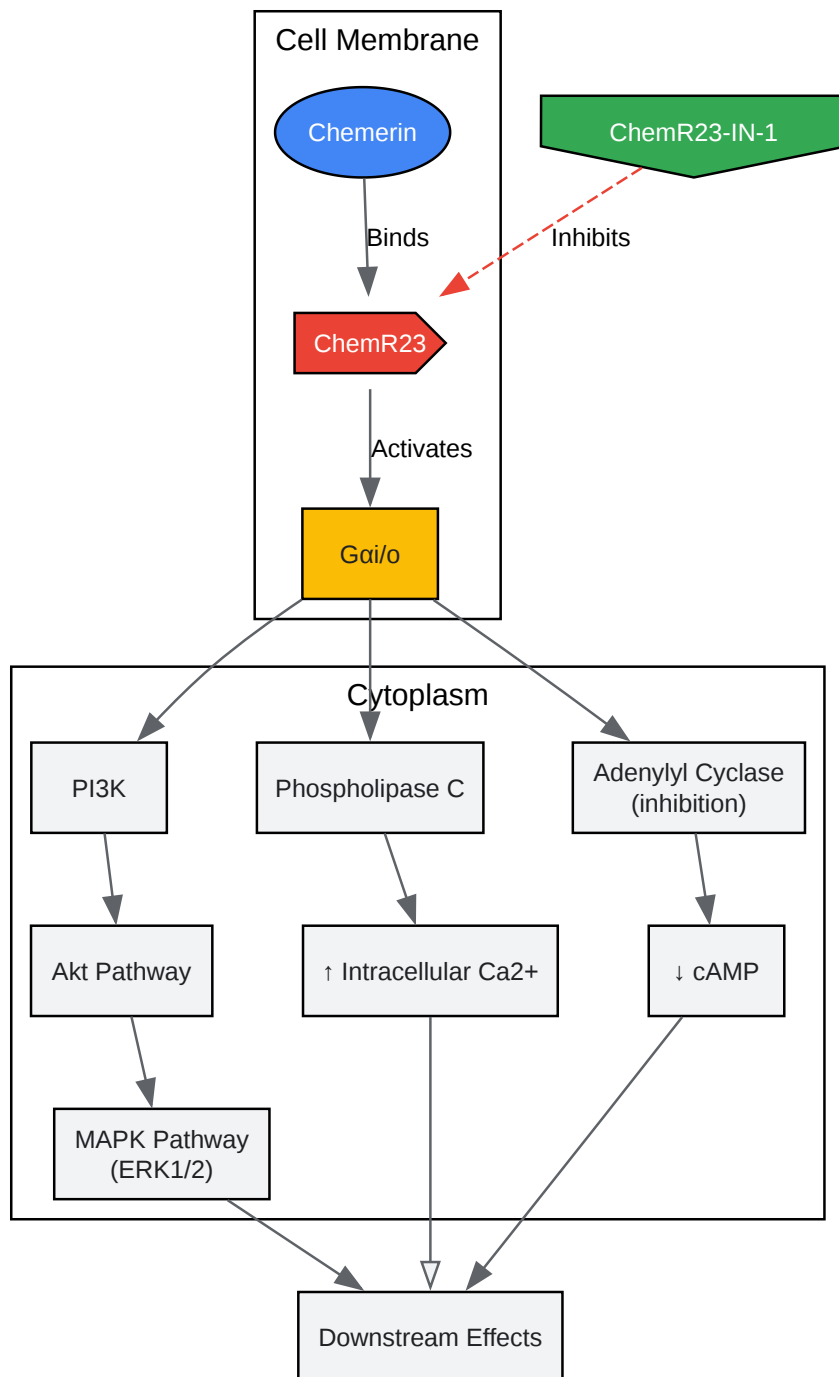 Cell Membrane
Chemerin
ChemR23-IN-1
Binds
Inhibits
ChemR23
Activates
Gαi/o
Cytoplasm
PI3K
Phospholipase C
Adenylyl Cyclase
(inhibition)
Akt Pathway
↑ Intracellular Ca2+
↓ cAMP
MAPK Pathway
(ERK1/2)
Downstream Effects